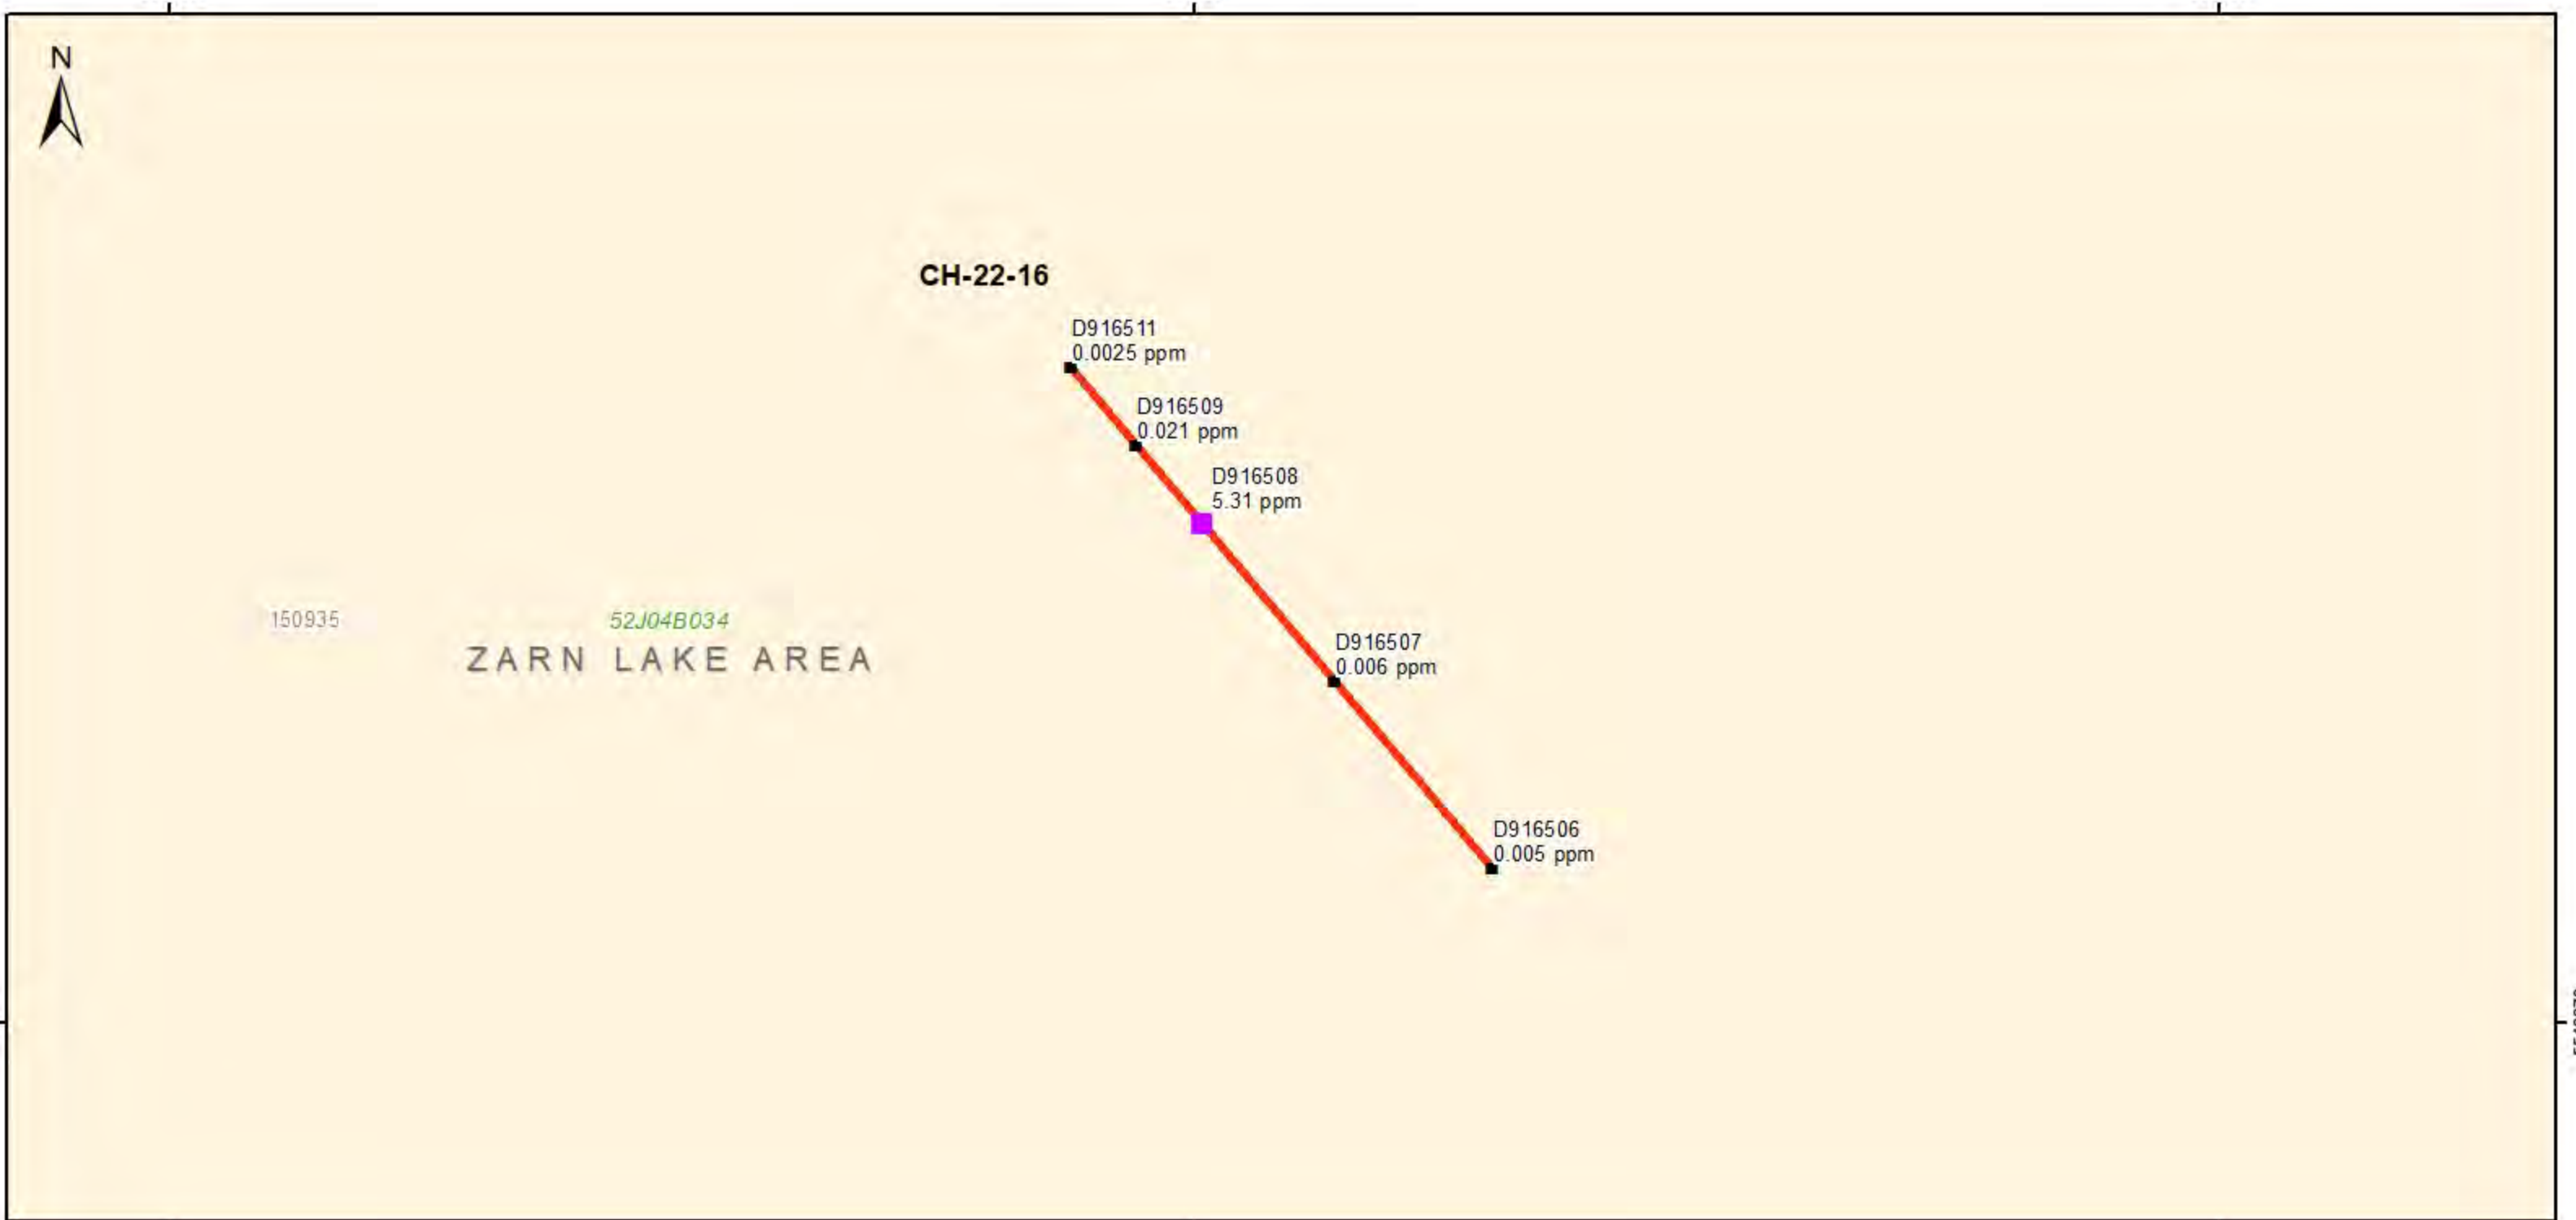 N
CH-22-16
D916511
0.0025 ppm
D916509
0.021 ppm
D916508
5.31 ppm
150935
52J04B034
ZARN LAKE AREA
D916507
0.006 ppm
D916506
0.005 ppm